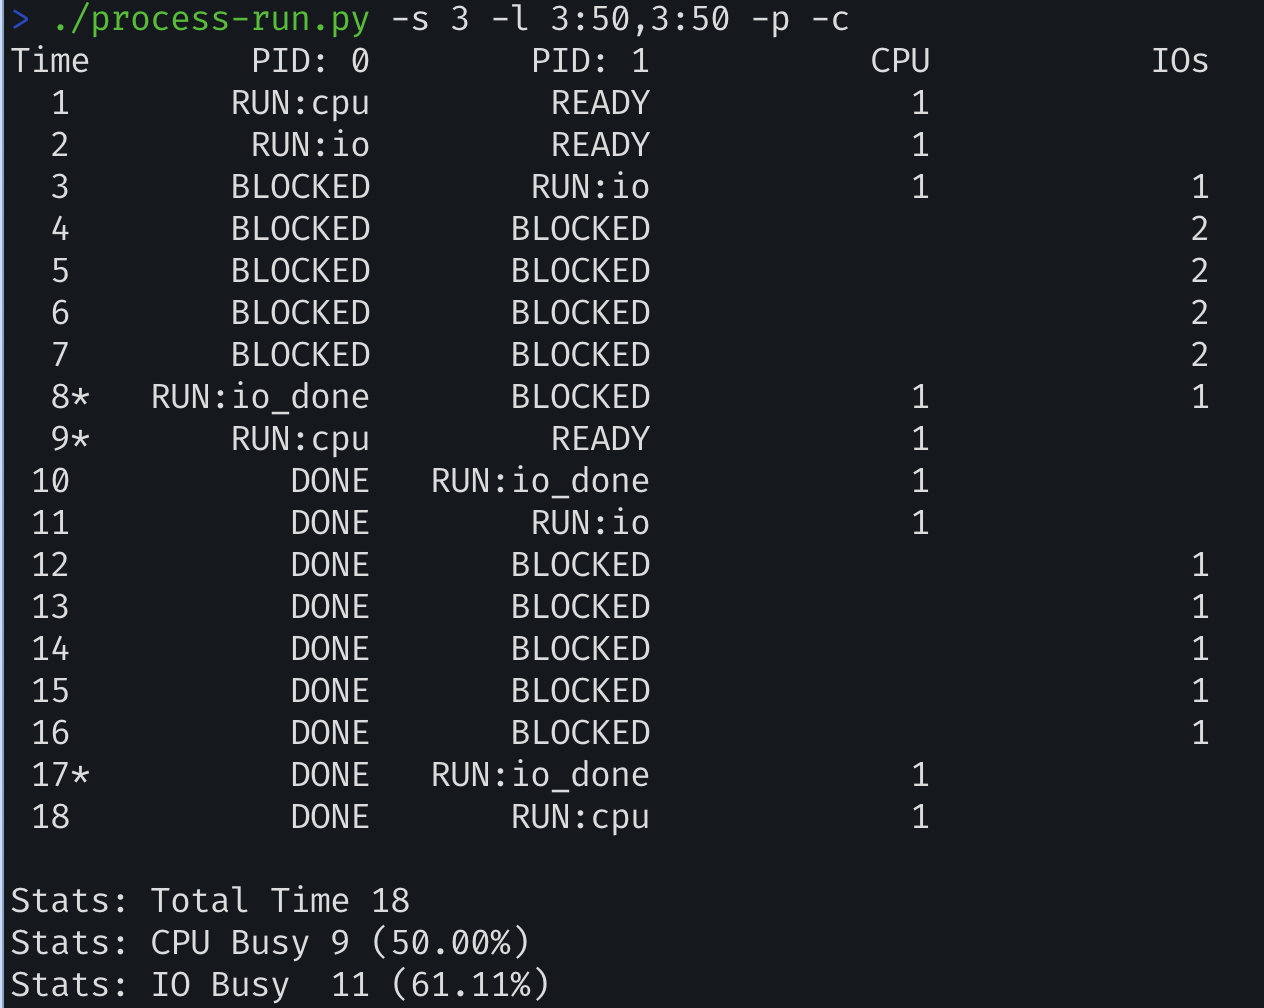 > ./process-run.py -s 3 -l 3:50,3:50 -p -c
Time        PID: 0        PID: 1           CPU           IOs
  1        RUN:cpu         READY             1
  2         RUN:io         READY             1
  3        BLOCKED        RUN:io             1             1
  4        BLOCKED       BLOCKED                           2
  5        BLOCKED       BLOCKED                           2
  6        BLOCKED       BLOCKED                           2
  7        BLOCKED       BLOCKED                           2
  8*   RUN:io_done       BLOCKED             1             1
  9*       RUN:cpu         READY             1
 10           DONE   RUN:io_done             1
 11           DONE        RUN:io             1
 12           DONE       BLOCKED                           1
 13           DONE       BLOCKED                           1
 14           DONE       BLOCKED                           1
 15           DONE       BLOCKED                           1
 16           DONE       BLOCKED                           1
 17*          DONE   RUN:io_done             1
 18           DONE       RUN:cpu             1
Stats: Total Time 18
Stats: CPU Busy 9 (50.00%)
Stats: IO Busy  11 (61.11%)